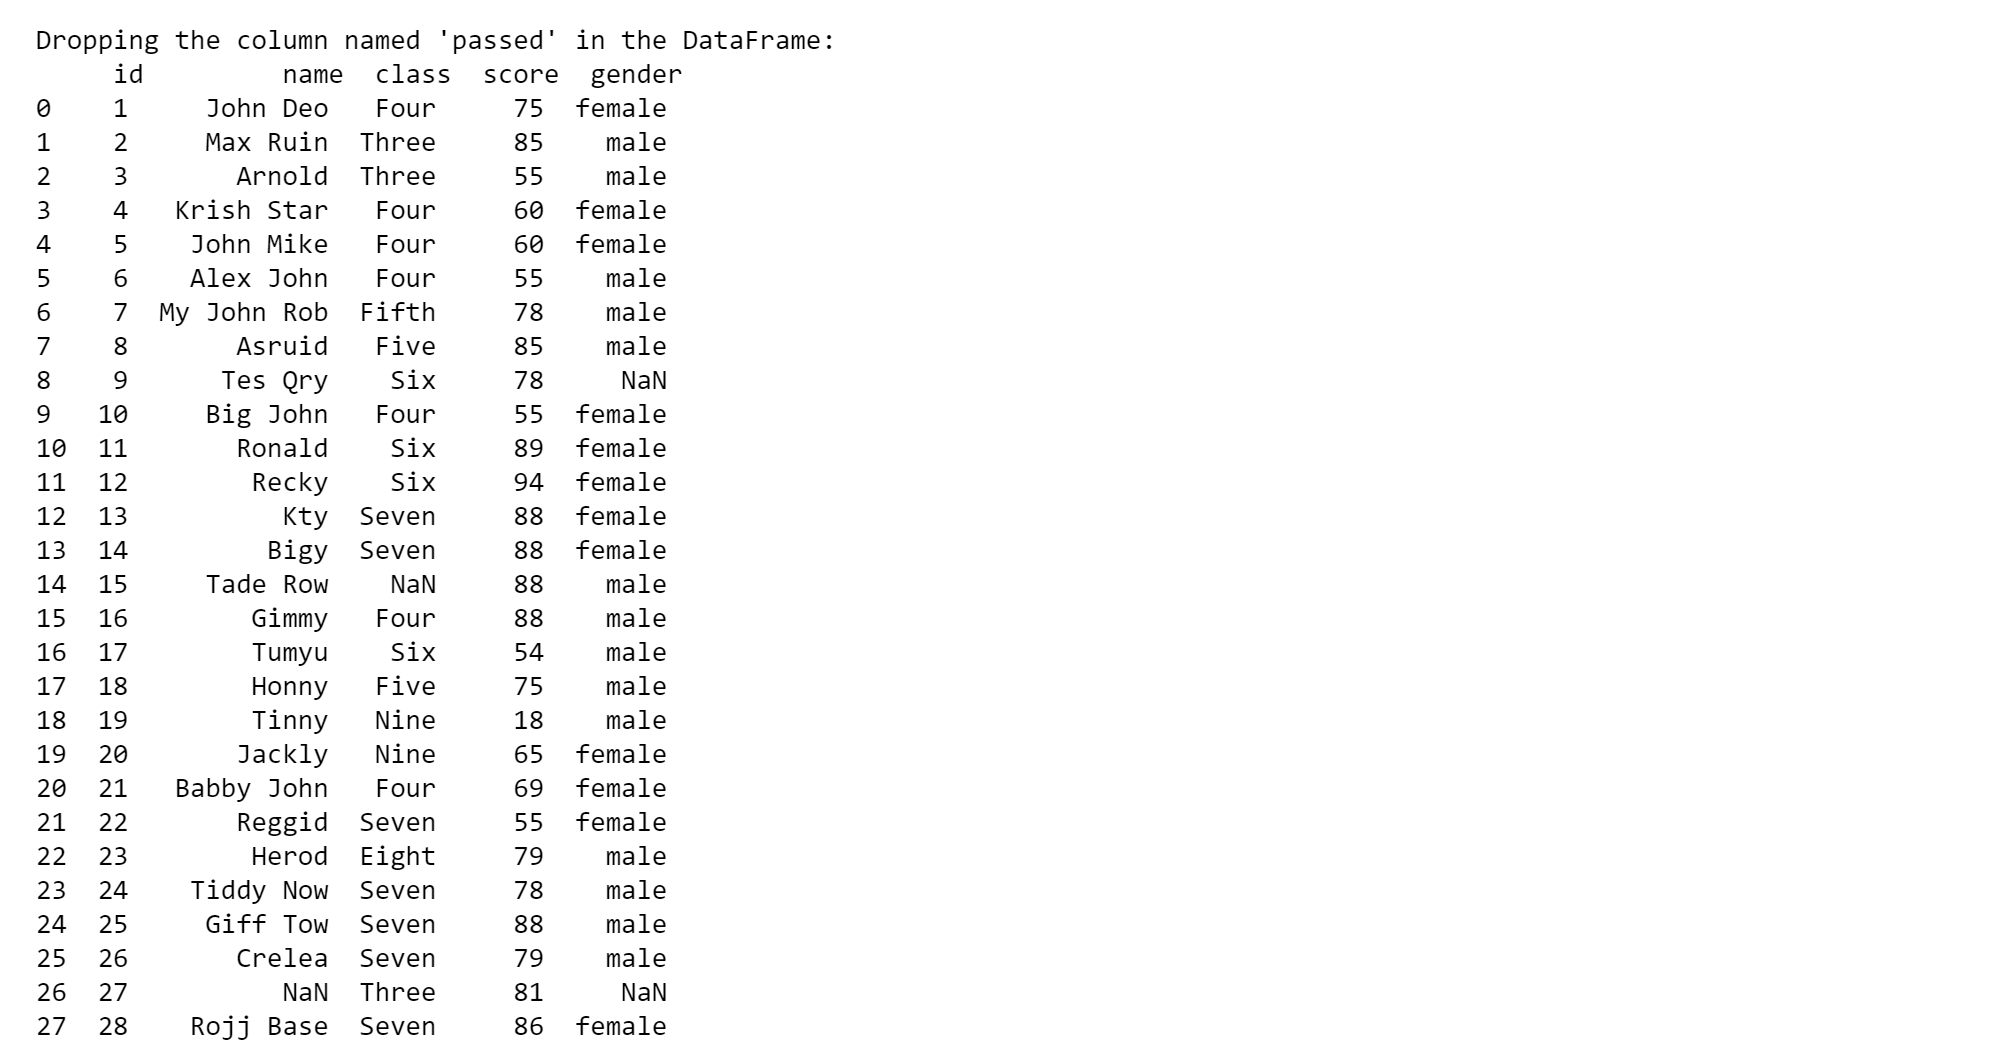 Dropping the column named 'passed' in the DataFrame:
id name class score gender
0 1 John Deo Four 75 female
1 2 Max Ruin Three 85 male
2 3 Arnold Three 55 male
3 4 Krish Star Four 60 female
4 5 John Mike Four 60 female
5 6 Alex John Four 55 male
6 7 My John Rob Fifth 78 male
7 8 Asruid Five 85 male
8 9 Tes Qry Six 78 NaN
9 10 Big John Four 55 female
10 11 Ronald Six 89 female
11 12 Recky Six 94 female
12 13 Kty Seven 88 female
13 14 Bigy Seven 88 female
14 15 Tade Row NaN 88 male
15 16 Gimmy Four 88 male
16 17 Tumyu Six 54 male
17 18 Honny Five 75 male
18 19 Tinny Nine 18 male
19 20 Jackly Nine 65 female
20 21 Babby John Four 69 female
21 22 Reggid Seven 55 female
22 23 Herod Eight 79 male
23 24 Tiddy Now Seven 78 male
24 25 Giff Tow Seven 88 male
25 26 Crelea Seven 79 male
26 27 NaN Three 81 NaN
27 28 Rojj Base Seven 86 female